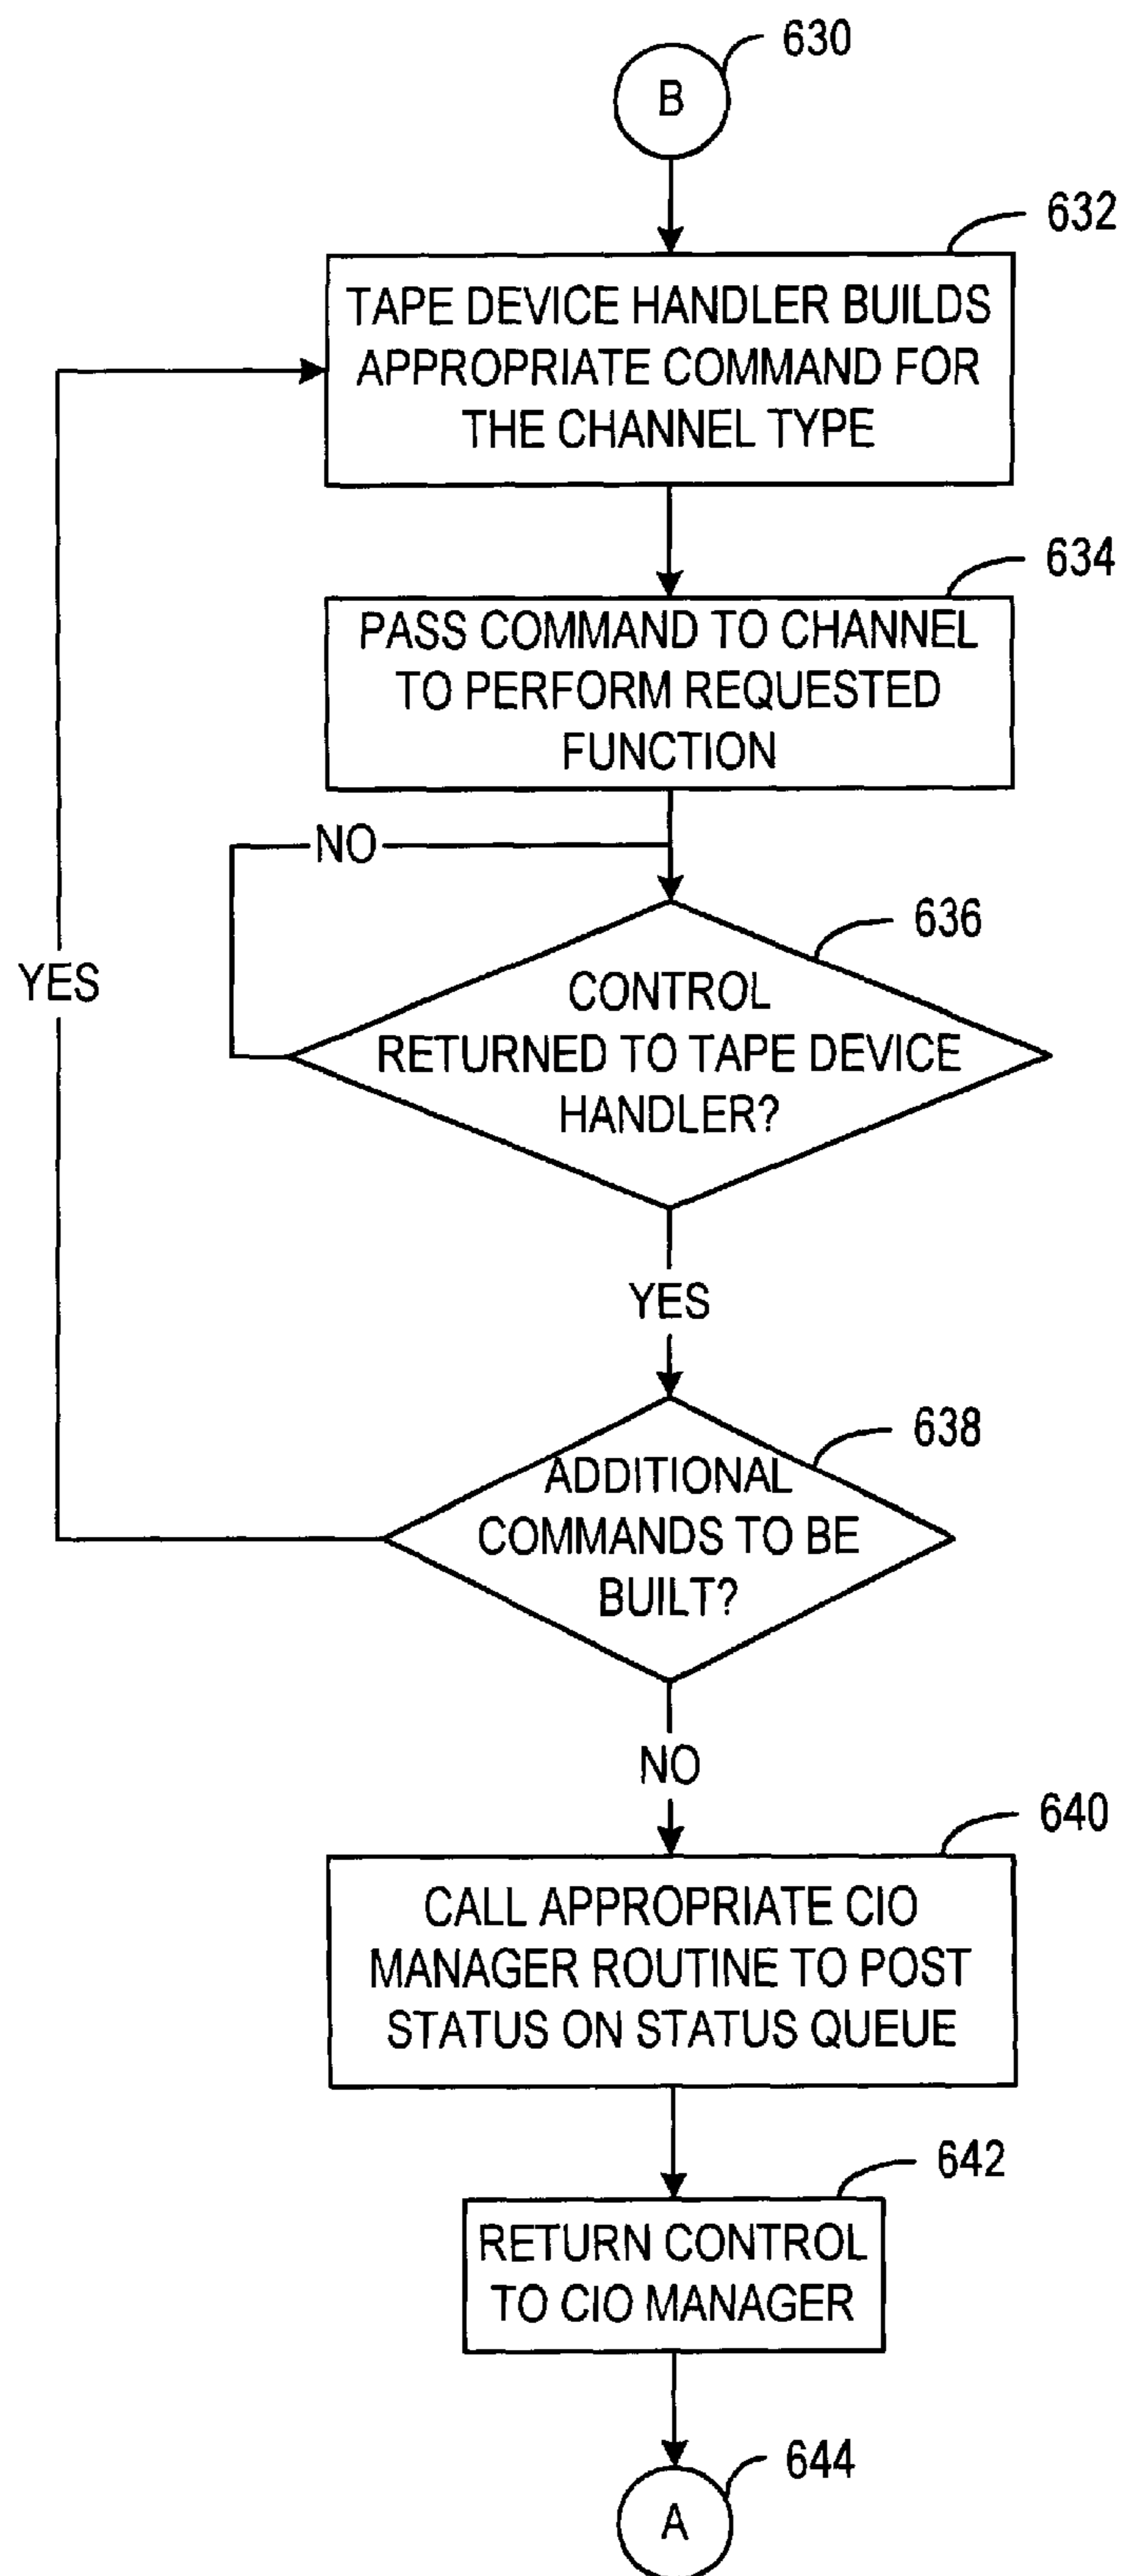 630
B
632
TAPE DEVICE HANDLER BUILDS
APPROPRIATE COMMAND FOR
THE CHANNEL TYPE
634
PASS COMMAND TO CHANNEL
TO PERFORM REQUESTED
FUNCTION
NO
636
CONTROL
RETURNED TO TAPE DEVICE
HANDLER?
YES
YES
638
ADDITIONAL
COMMANDS TO BE
BUILT?
NO
640
CALL APPROPRIATE CIO
MANAGER ROUTINE TO POST
STATUS ON STATUS QUEUE
642
RETURN CONTROL
TO CIO MANAGER
644
A